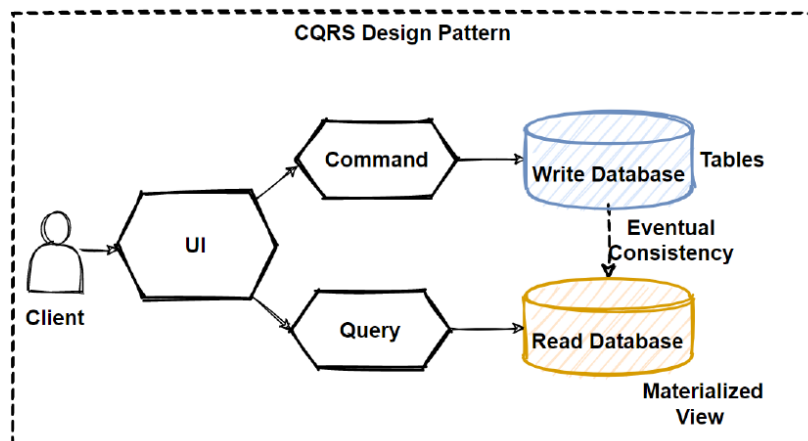 CQRS Design Pattern
Command
Write Database
Tables
UI
Eventual
Consistency
Client
Query
Read Database
Materialized
View